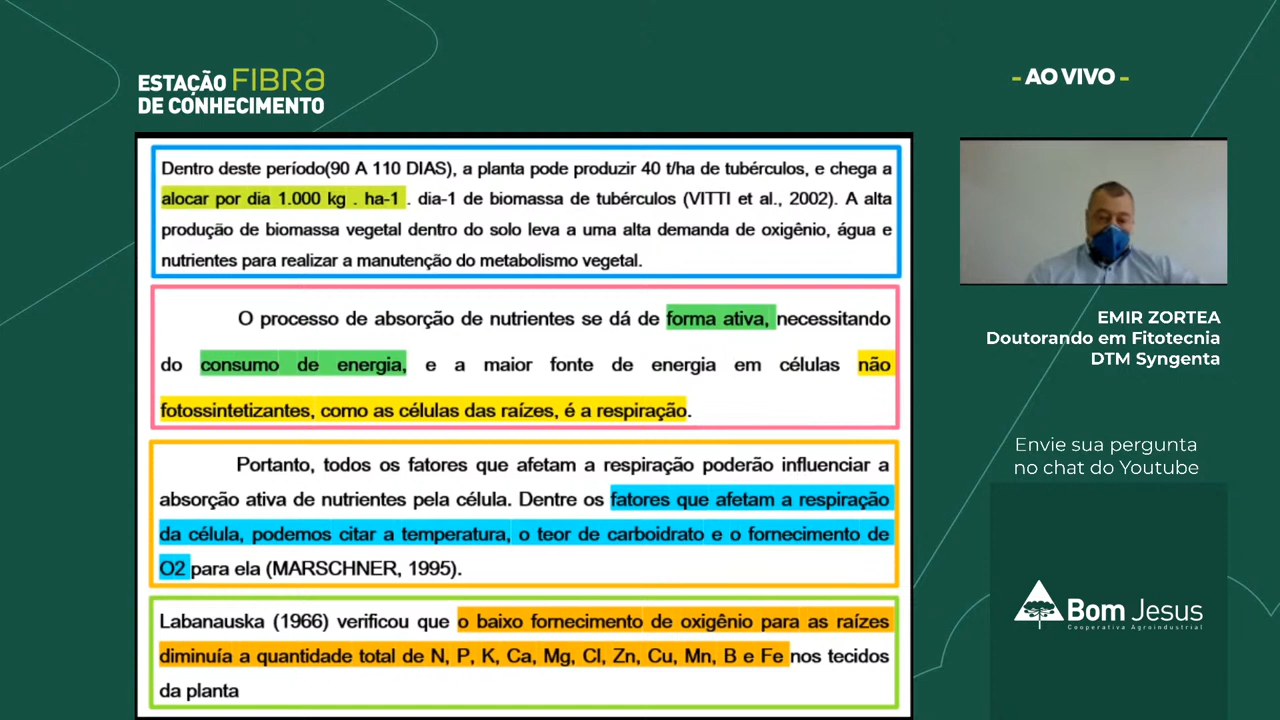 ESTAÇÃO FIBRA
DE CONHECIMENTO
- AO VIVO -
Dentro deste período(90 A 110 DIAS), a planta pode produzir 40 t/ha de tubérculos, e chega a
alocar por dia 1.000 kg . ha-1 . dia-1 de biomassa de tubérculos (VITTI et al., 2002). A alta
produção de biomassa vegetal dentro do solo leva a uma alta demanda de oxigênio, água e
nutrientes para realizar a manutenção do metabolismo vegetal.
O processo de absorção de nutrientes se dá de forma ativa, necessitando
do consumo de energia, e a maior fonte de energia em células não
fotossintetizantes, como as células das raízes, é a respiração.
Portanto, todos os fatores que afetam a respiração poderão influenciar a
absorção ativa de nutrientes pela célula. Dentre os fatores que afetam a respiração
da célula, podemos citar a temperatura, o teor de carboidrato e o fornecimento de
O2 para ela (MARSCHNER, 1995).
Labanauska (1966) verificou que o baixo fornecimento de oxigênio para as raízes
diminuía a quantidade total de N, P, K, Ca, Mg, Cl, Zn, Cu, Mn, B e Fe nos tecidos
da planta
EMIR ZORTEA
Doutorando em Fitotecnia
DTM Syngenta
Envie sua pergunta
no chat do Youtube
Bom Jesus
Cooperativa Agroindustrial